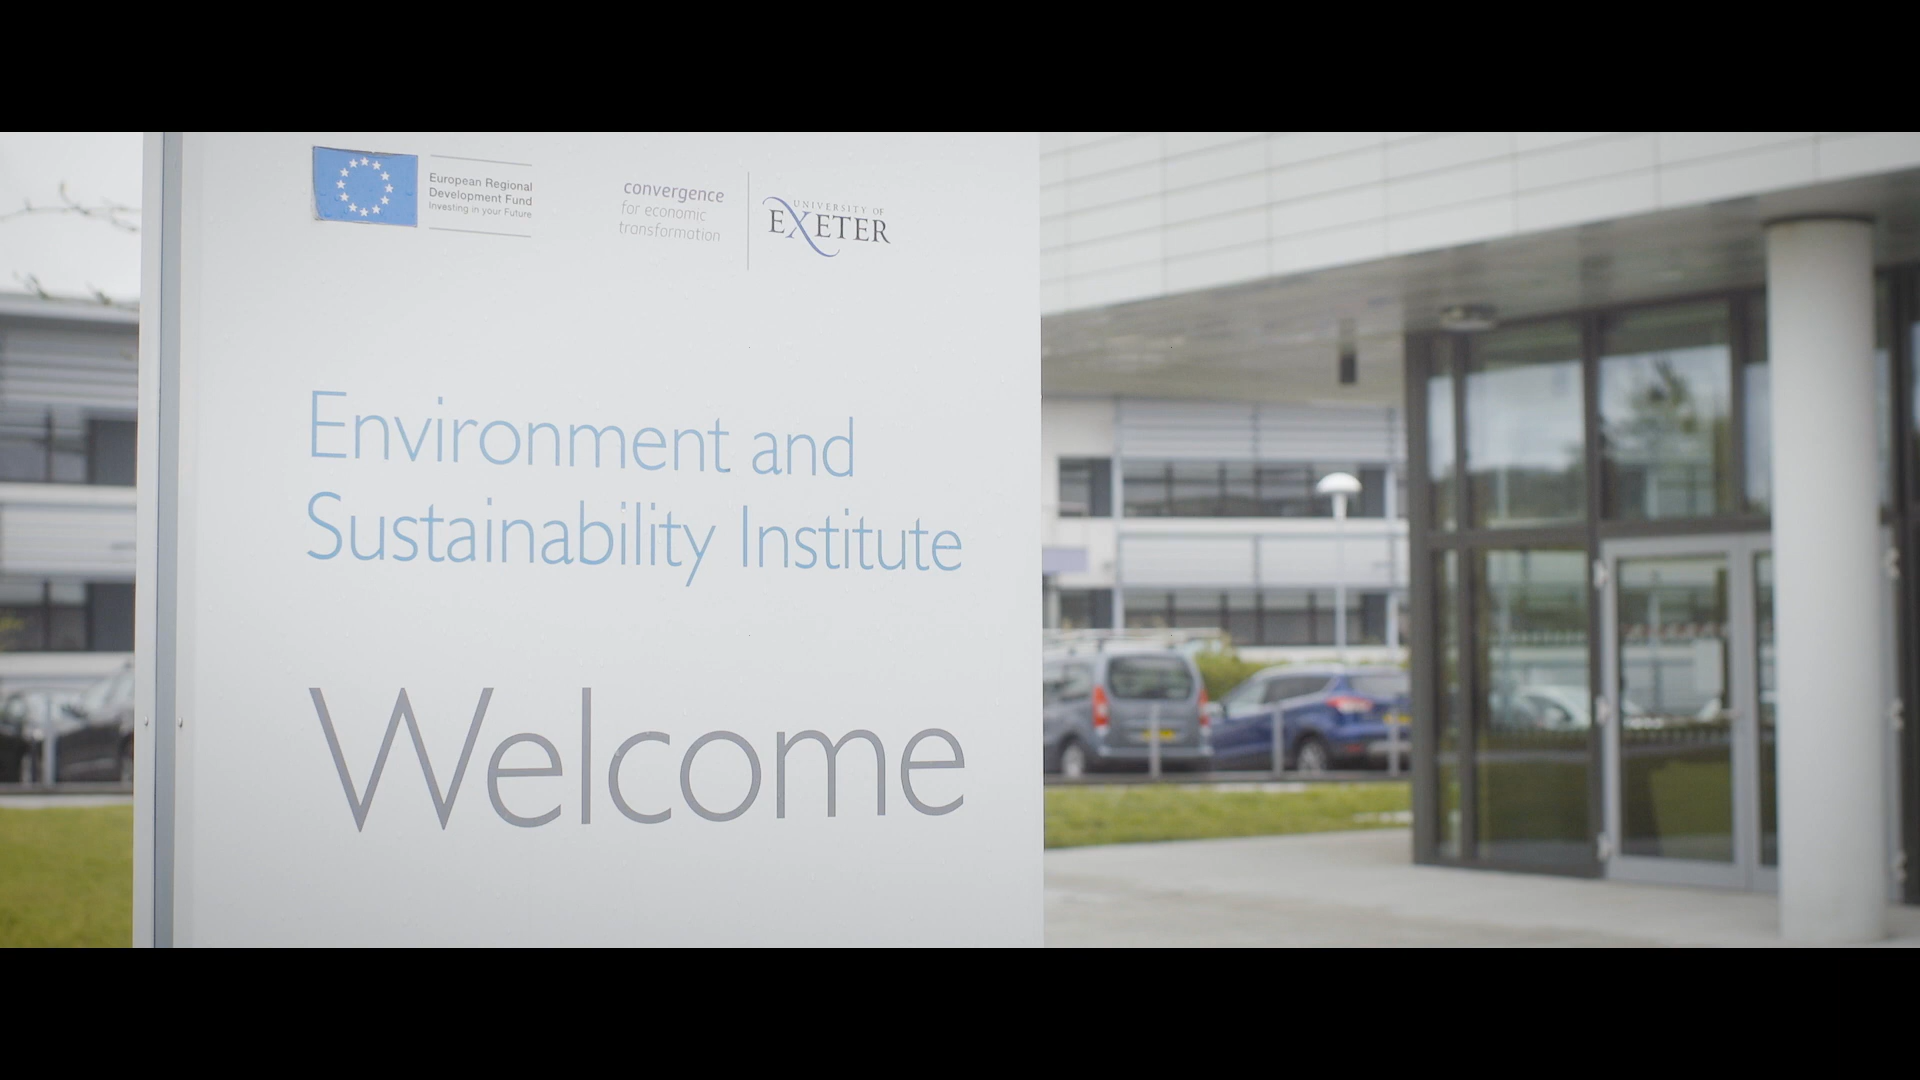 European Regional
Development Fund
Investing in your Future
convergence
for economic
transformation
UNIVERSITY OF
EXETER
Environment and
Sustainability Institute
Welcome